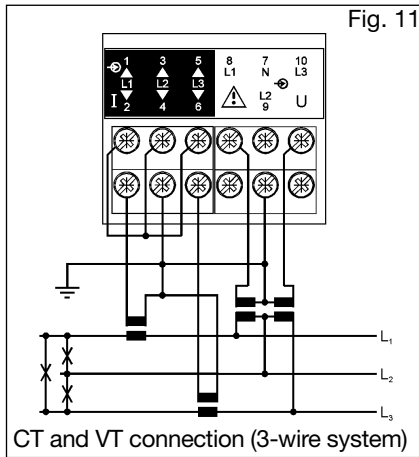 Fig. 11
1 3 5 8 7 10
L1 N L3
L1 L2 L3
I 2 4 6 L2 9 U
L₁
L₂
L₃
CT and VT connection (3-wire system)